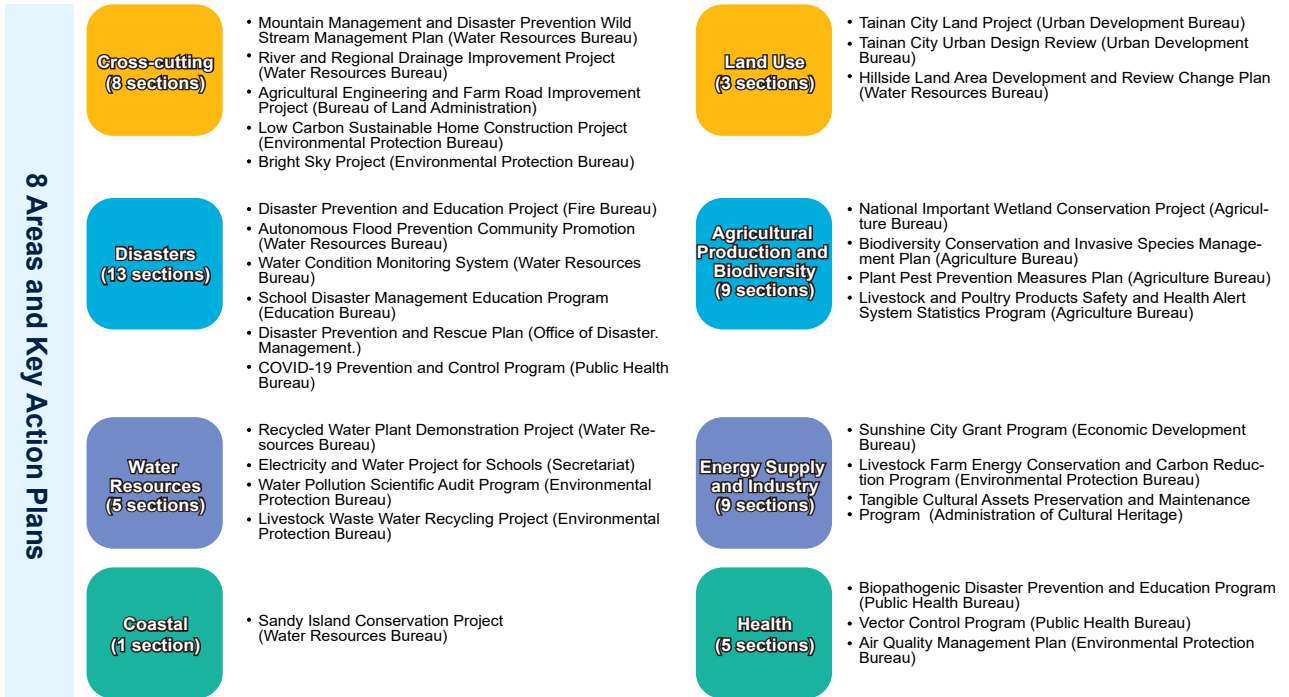 8 Areas and Key Action Plans
Cross-cutting
(8 sections)
• Mountain Management and Disaster Prevention Wild
Stream Management Plan (Water Resources Bureau)
• River and Regional Drainage Improvement Project
(Water Resources Bureau)
• Agricultural Engineering and Farm Road Improvement
Project (Bureau of Land Administration)
• Low Carbon Sustainable Home Construction Project
(Environmental Protection Bureau)
• Bright Sky Project (Environmental Protection Bureau)
Land Use
(3 sections)
• Tainan City Land Project (Urban Development Bureau)
• Tainan City Urban Design Review (Urban Development
Bureau)
• Hillside Land Area Development and Review Change Plan
(Water Resources Bureau)
Disasters
(13 sections)
• Disaster Prevention and Education Project (Fire Bureau)
• Autonomous Flood Prevention Community Promotion
(Water Resources Bureau)
• Water Condition Monitoring System (Water Resources
Bureau)
• School Disaster Management Education Program
(Education Bureau)
• Disaster Prevention and Rescue Plan (Office of Disaster.
Management.)
• COVID-19 Prevention and Control Program (Public Health
Bureau)
Agricultural
Production and
Biodiversity
(9 sections)
• National Important Wetland Conservation Project (Agricul-
ture Bureau)
• Biodiversity Conservation and Invasive Species Manage-
ment Plan (Agriculture Bureau)
• Plant Pest Prevention Measures Plan (Agriculture Bureau)
• Livestock and Poultry Products Safety and Health Alert
System Statistics Program (Agriculture Bureau)
Water
Resources
(5 sections)
• Recycled Water Plant Demonstration Project (Water Re-
sources Bureau)
• Electricity and Water Project for Schools (Secretariat)
• Water Pollution Scientific Audit Program (Environmental
Protection Bureau)
• Livestock Waste Water Recycling Project (Environmental
Protection Bureau)
Energy Supply
and Industry
(9 sections)
• Sunshine City Grant Program (Economic Development
Bureau)
• Livestock Farm Energy Conservation and Carbon Reduc-
tion Program (Environmental Protection Bureau)
• Tangible Cultural Assets Preservation and Maintenance
• Program (Administration of Cultural Heritage)
Coastal
(1 section)
• Sandy Island Conservation Project
(Water Resources Bureau)
Health
(5 sections)
• Biopathogenic Disaster Prevention and Education Program
(Public Health Bureau)
• Vector Control Program (Public Health Bureau)
• Air Quality Management Plan (Environmental Protection
Bureau)